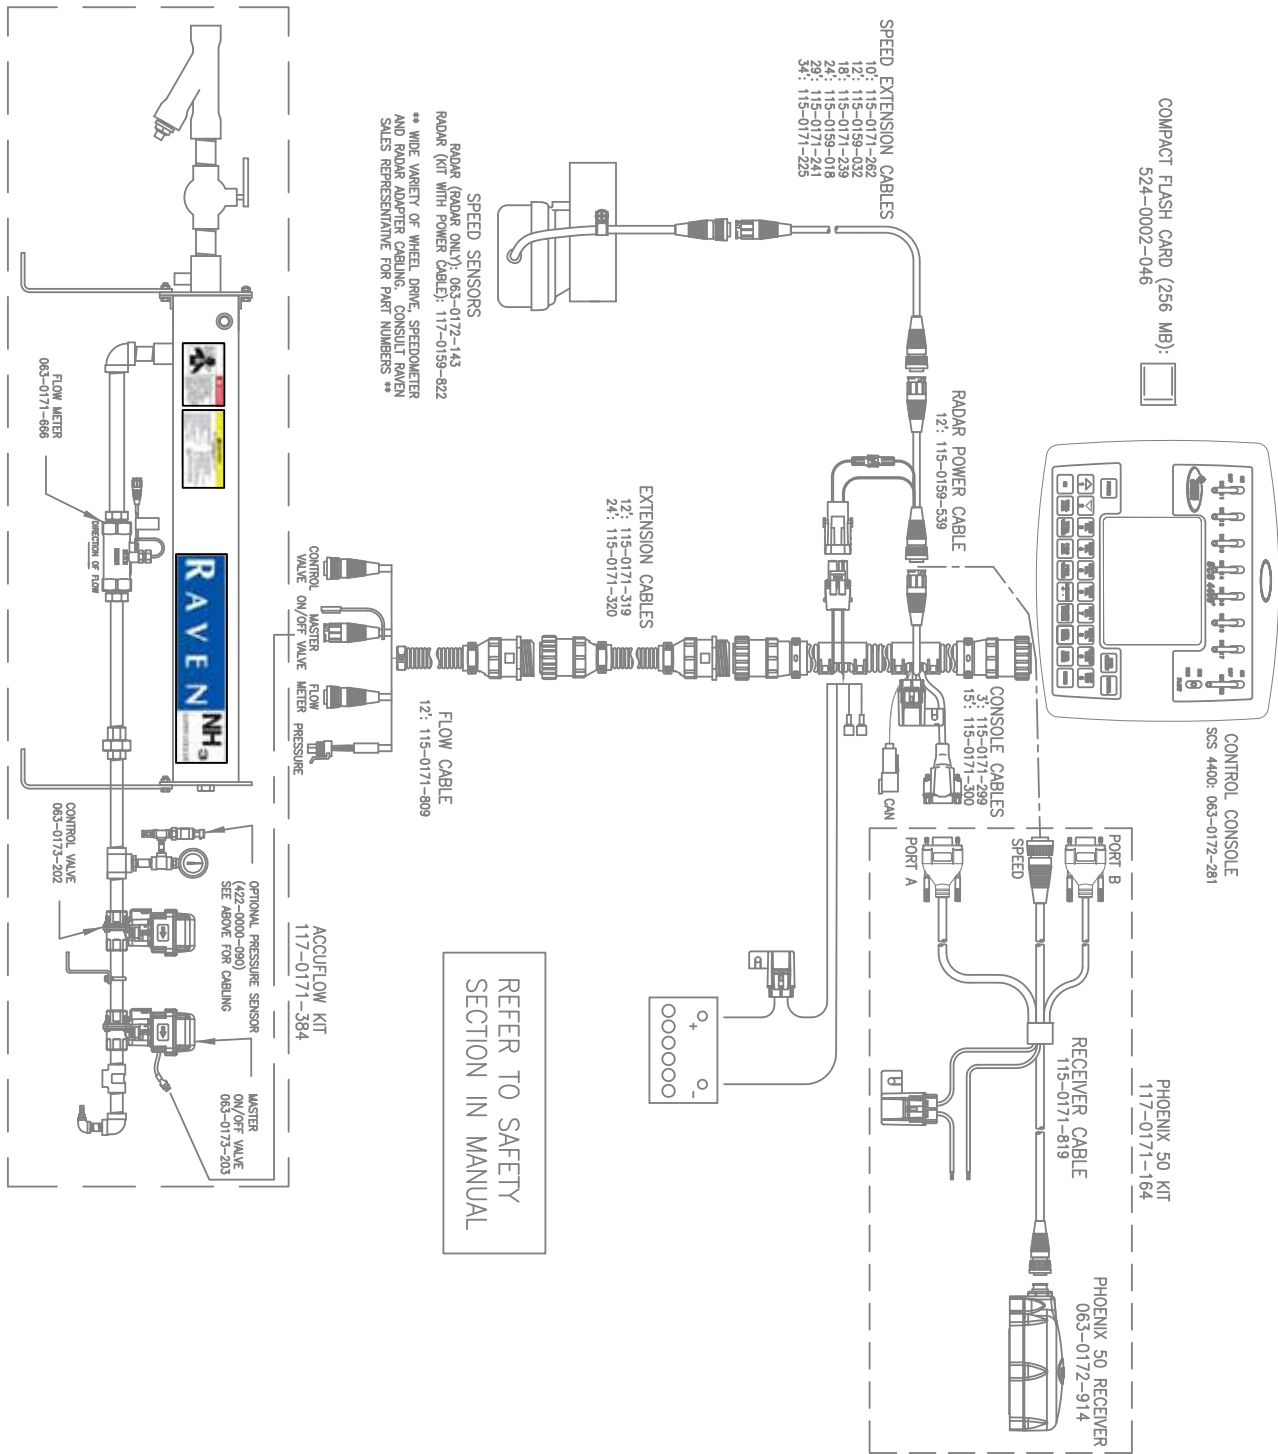 COMPACT FLASH CARD (256 MB):
524-0002-046
CONTROL CONSOLE
SCS 4400: 063-0172-281
SCS 4400
SPEED EXTENSION CABLES
10': 115-0171-262
12': 115-0159-032
18': 115-0171-239
24': 115-0159-018
29': 115-0171-241
34': 115-0171-225
RADAR POWER CABLE
12': 115-0159-539
CONSOLE CABLES
3': 115-0171-299
15': 115-0171-300
CAN
PHOENIX 50 KIT
117-0171-164
PORT B
SPEED
PORT A
RECEIVER CABLE
115-0171-819
PHOENIX 50 RECEIVER
063-0172-914
EXTENSION CABLES
12': 115-0171-319
24': 115-0171-320
SPEED SENSORS
RADAR (RADAR ONLY): 063-0172-143
RADAR (KIT WITH POWER CABLE): 117-0159-822
** WIDE VARIETY OF WHEEL DRIVE, SPEEDOMETER
AND RADAR ADAPTER CABLING. CONSULT RAVEN
SALES REPRESENTATIVE FOR PART NUMBERS **
FLOW CABLE
12': 115-0171-809
+
-
REFER TO SAFETY
SECTION IN MANUAL
CONTROL
VALVE
MASTER
ON/OFF VALVE
FLOW
METER
PRESSURE
ACCUFLOW KIT
117-0171-384
RAVEN
NH3
FLOW METER
063-0171-666
DIRECTION OF FLOW
OPTIONAL PRESSURE SENSOR
(422-0000-090)
SEE ABOVE FOR CABLING
CONTROL VALVE
063-0173-202
MASTER
ON/OFF VALVE
063-0173-203